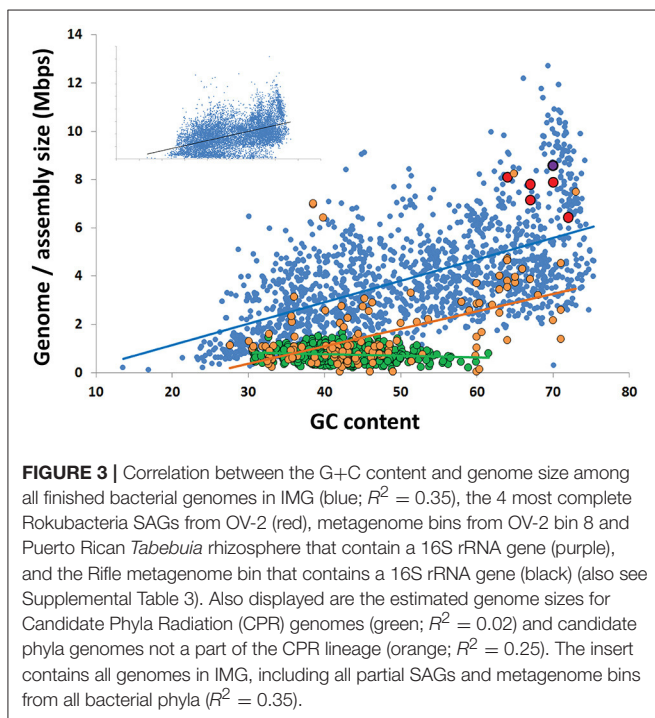 14
12
10
8
6
4
2
0
Genome / assembly size (Mbps)
10 20 30 40 50 60 70 80
GC content
FIGURE 3 | Correlation between the G+C content and genome size among
all finished bacterial genomes in IMG (blue; R² = 0.35), the 4 most complete
Rokubacteria SAGs from OV-2 (red), metagenome bins from OV-2 bin 8 and
Puerto Rican Tabebuia rhizosphere that contain a 16S rRNA gene (purple),
and the Rifle metagenome bin that contains a 16S rRNA gene (black) (also see
Supplemental Table 3). Also displayed are the estimated genome sizes for
Candidate Phyla Radiation (CPR) genomes (green; R² = 0.02) and candidate
phyla genomes not a part of the CPR lineage (orange; R² = 0.25). The insert
contains all genomes in IMG, including all partial SAGs and metagenome bins
from all bacterial phyla (R² = 0.35).